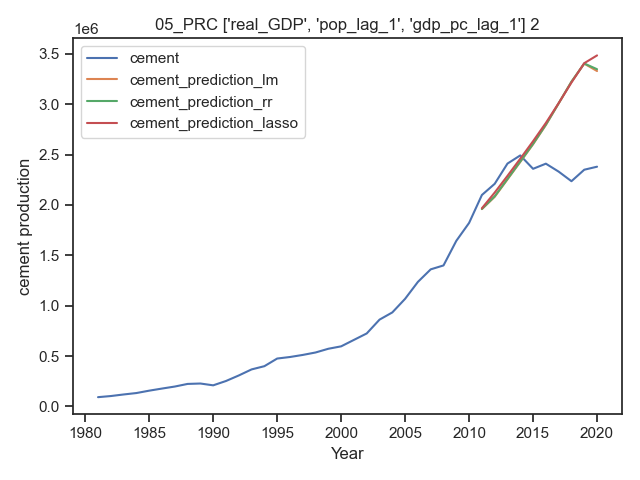 05_PRC ['real_GDP', 'pop_lag_1', 'gdp_pc_lag_1'] 2
1e6
cement
cement_prediction_lm
cement_prediction_rr
cement_prediction_lasso
3.5
3.0
2.5
2.0
1.5
1.0
0.5
0.0
cement production
1980 1985 1990 1995 2000 2005 2010 2015 2020
Year